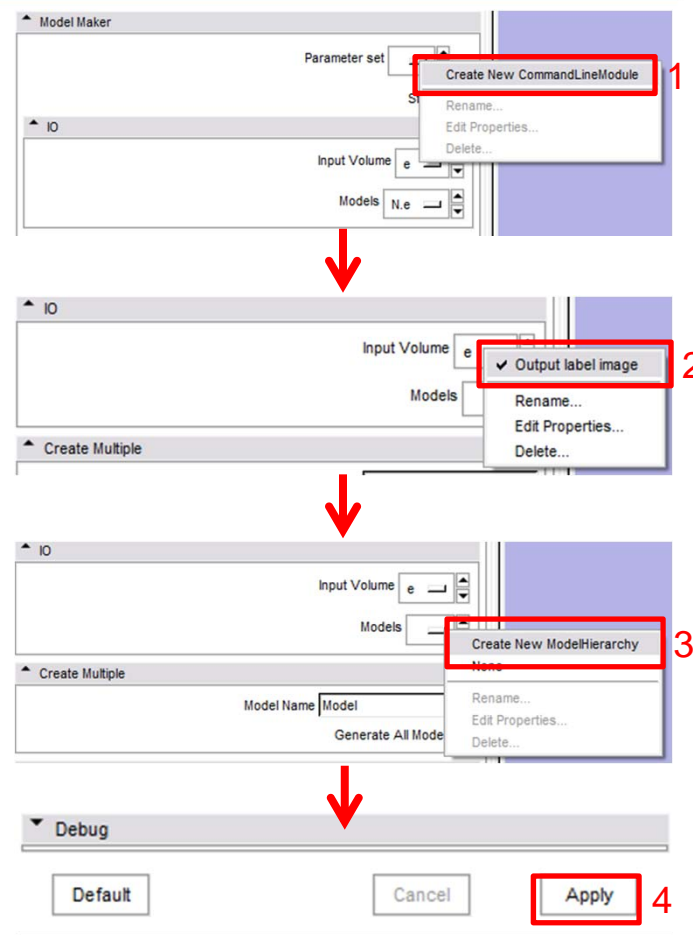 Model Maker
Parameter set
Create New CommandLineModule
1
Rename...
Edit Properties...
Delete...
IO
Input Volume e
Models N.e
IO
Input Volume e
Output label image
2
Models
Rename...
Edit Properties...
Delete...
Create Multiple
IO
Input Volume e
Models
Create New ModelHierarchy
3
None
Create Multiple
Model Name Model
Rename...
Edit Properties...
Generate All Mode
Delete...
Debug
Default
Cancel
Apply
4